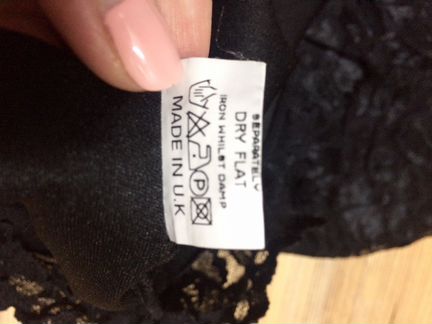 SEPARATELY
DRY FLAT
IRON WHILST DAMP
P
MADE IN U.K